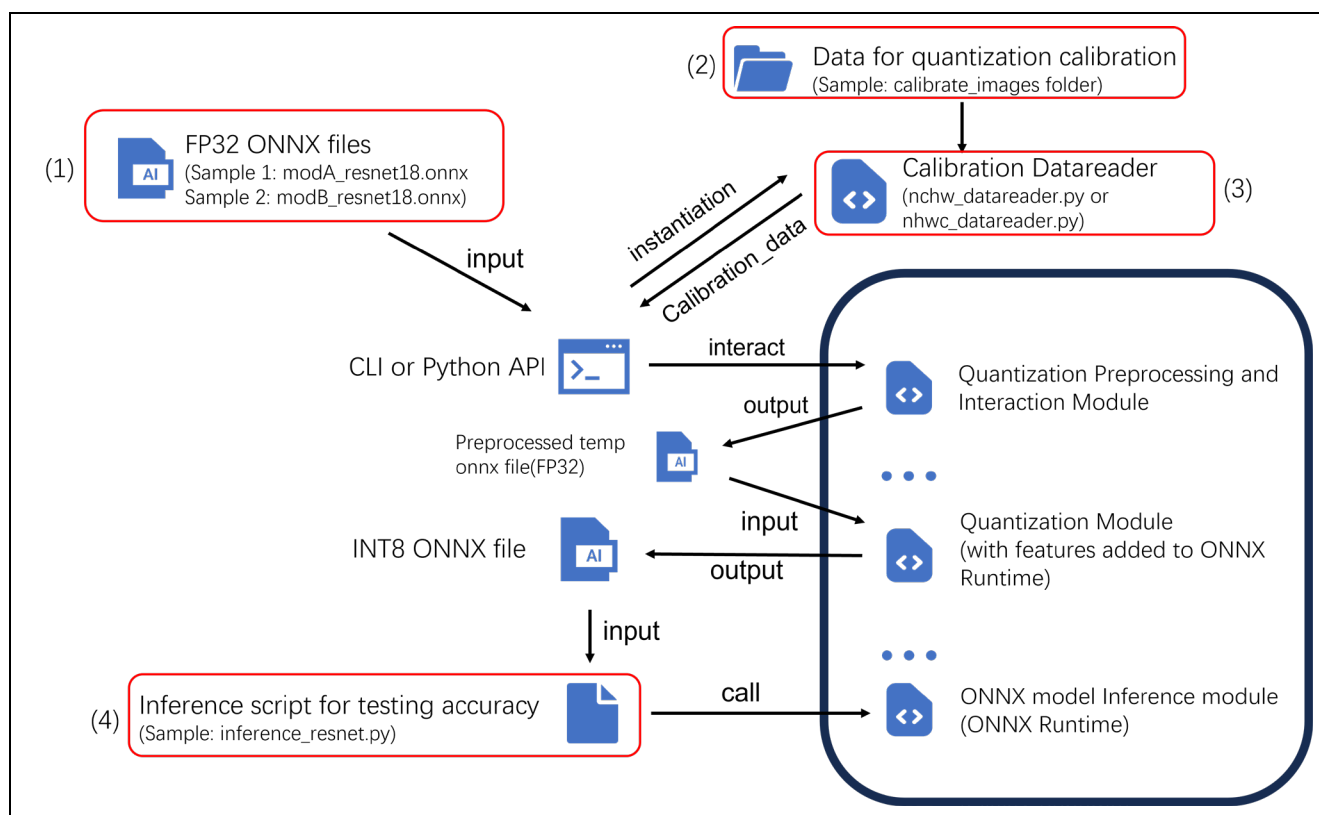 (2)
Data for quantization calibration
(Sample: calibrate_images folder)
(1)
AI
FP32 ONNX files
(Sample 1: modA_resnet18.onnx
Sample 2: modB_resnet18.onnx)
Calibration Datareader
(nchw_datareader.py or
nhwc_datareader.py)
(3)
instantiation
Calibration_data
input
CLI or Python API
interact
Quantization Preprocessing and
Interaction Module
output
Preprocessed temp
onnx file(FP32)
AI
input
Quantization Module
(with features added to ONNX
Runtime)
INT8 ONNX file
AI
output
input
(4)
Inference script for testing accuracy
(Sample: inference_resnet.py)
call
ONNX model Inference module
(ONNX Runtime)